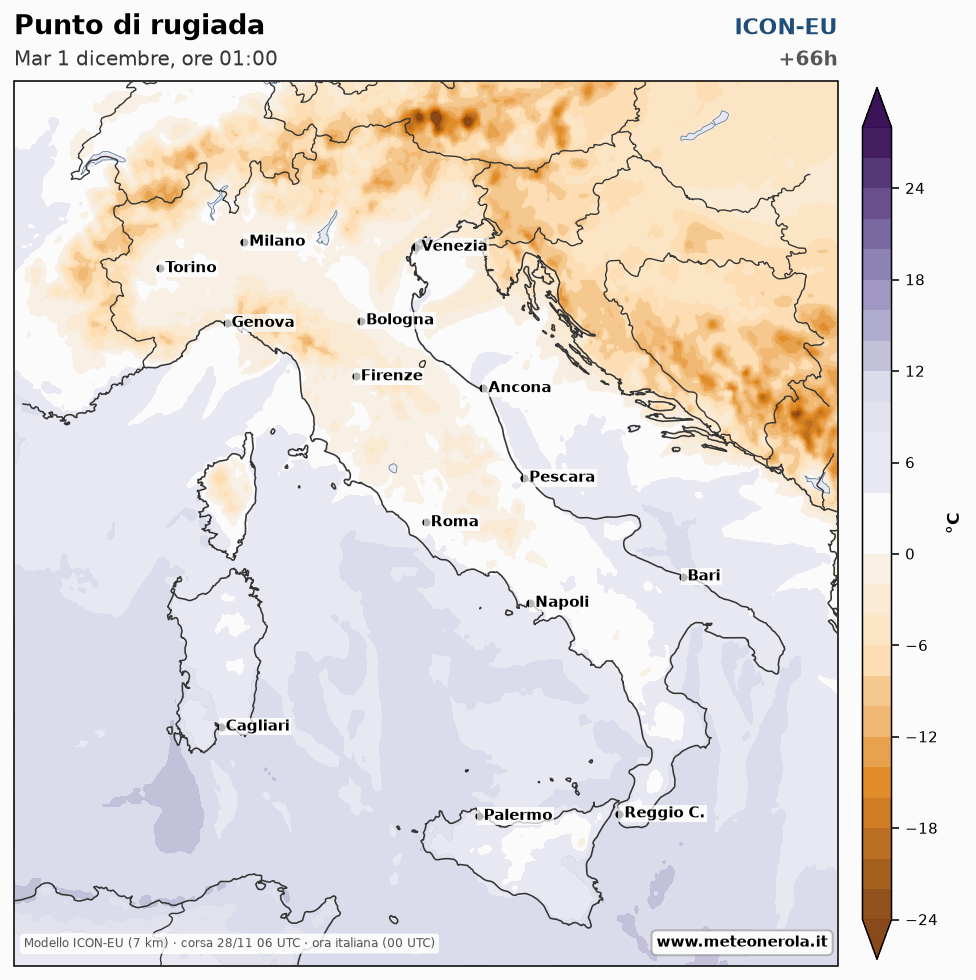 Punto di rugiada
ICON-EU
Mar 1 dicembre, ore 01:00
+66h
Milano
Venezia
Torino
Genova
Bologna
Firenze
Ancona
Pescara
Roma
Bari
Napoli
Cagliari
Palermo
Reggio C.
24
18
12
6
0
−6
−12
−18
−24
°C
Modello ICON-EU (7 km) · corsa 28/11 06 UTC · ora italiana (00 UTC)
www.meteonerola.it